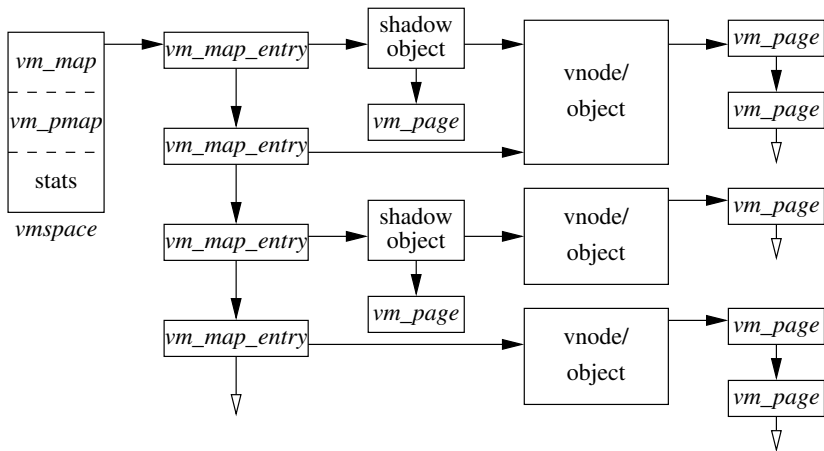 vm_map
vm_pmap
stats
vmspace
vm_map_entry
shadow
object
vm_page
vnode/
object
vm_page
vm_page
vm_map_entry
vm_map_entry
shadow
object
vm_page
vnode/
object
vm_page
vm_map_entry
vnode/
object
vm_page
vm_page